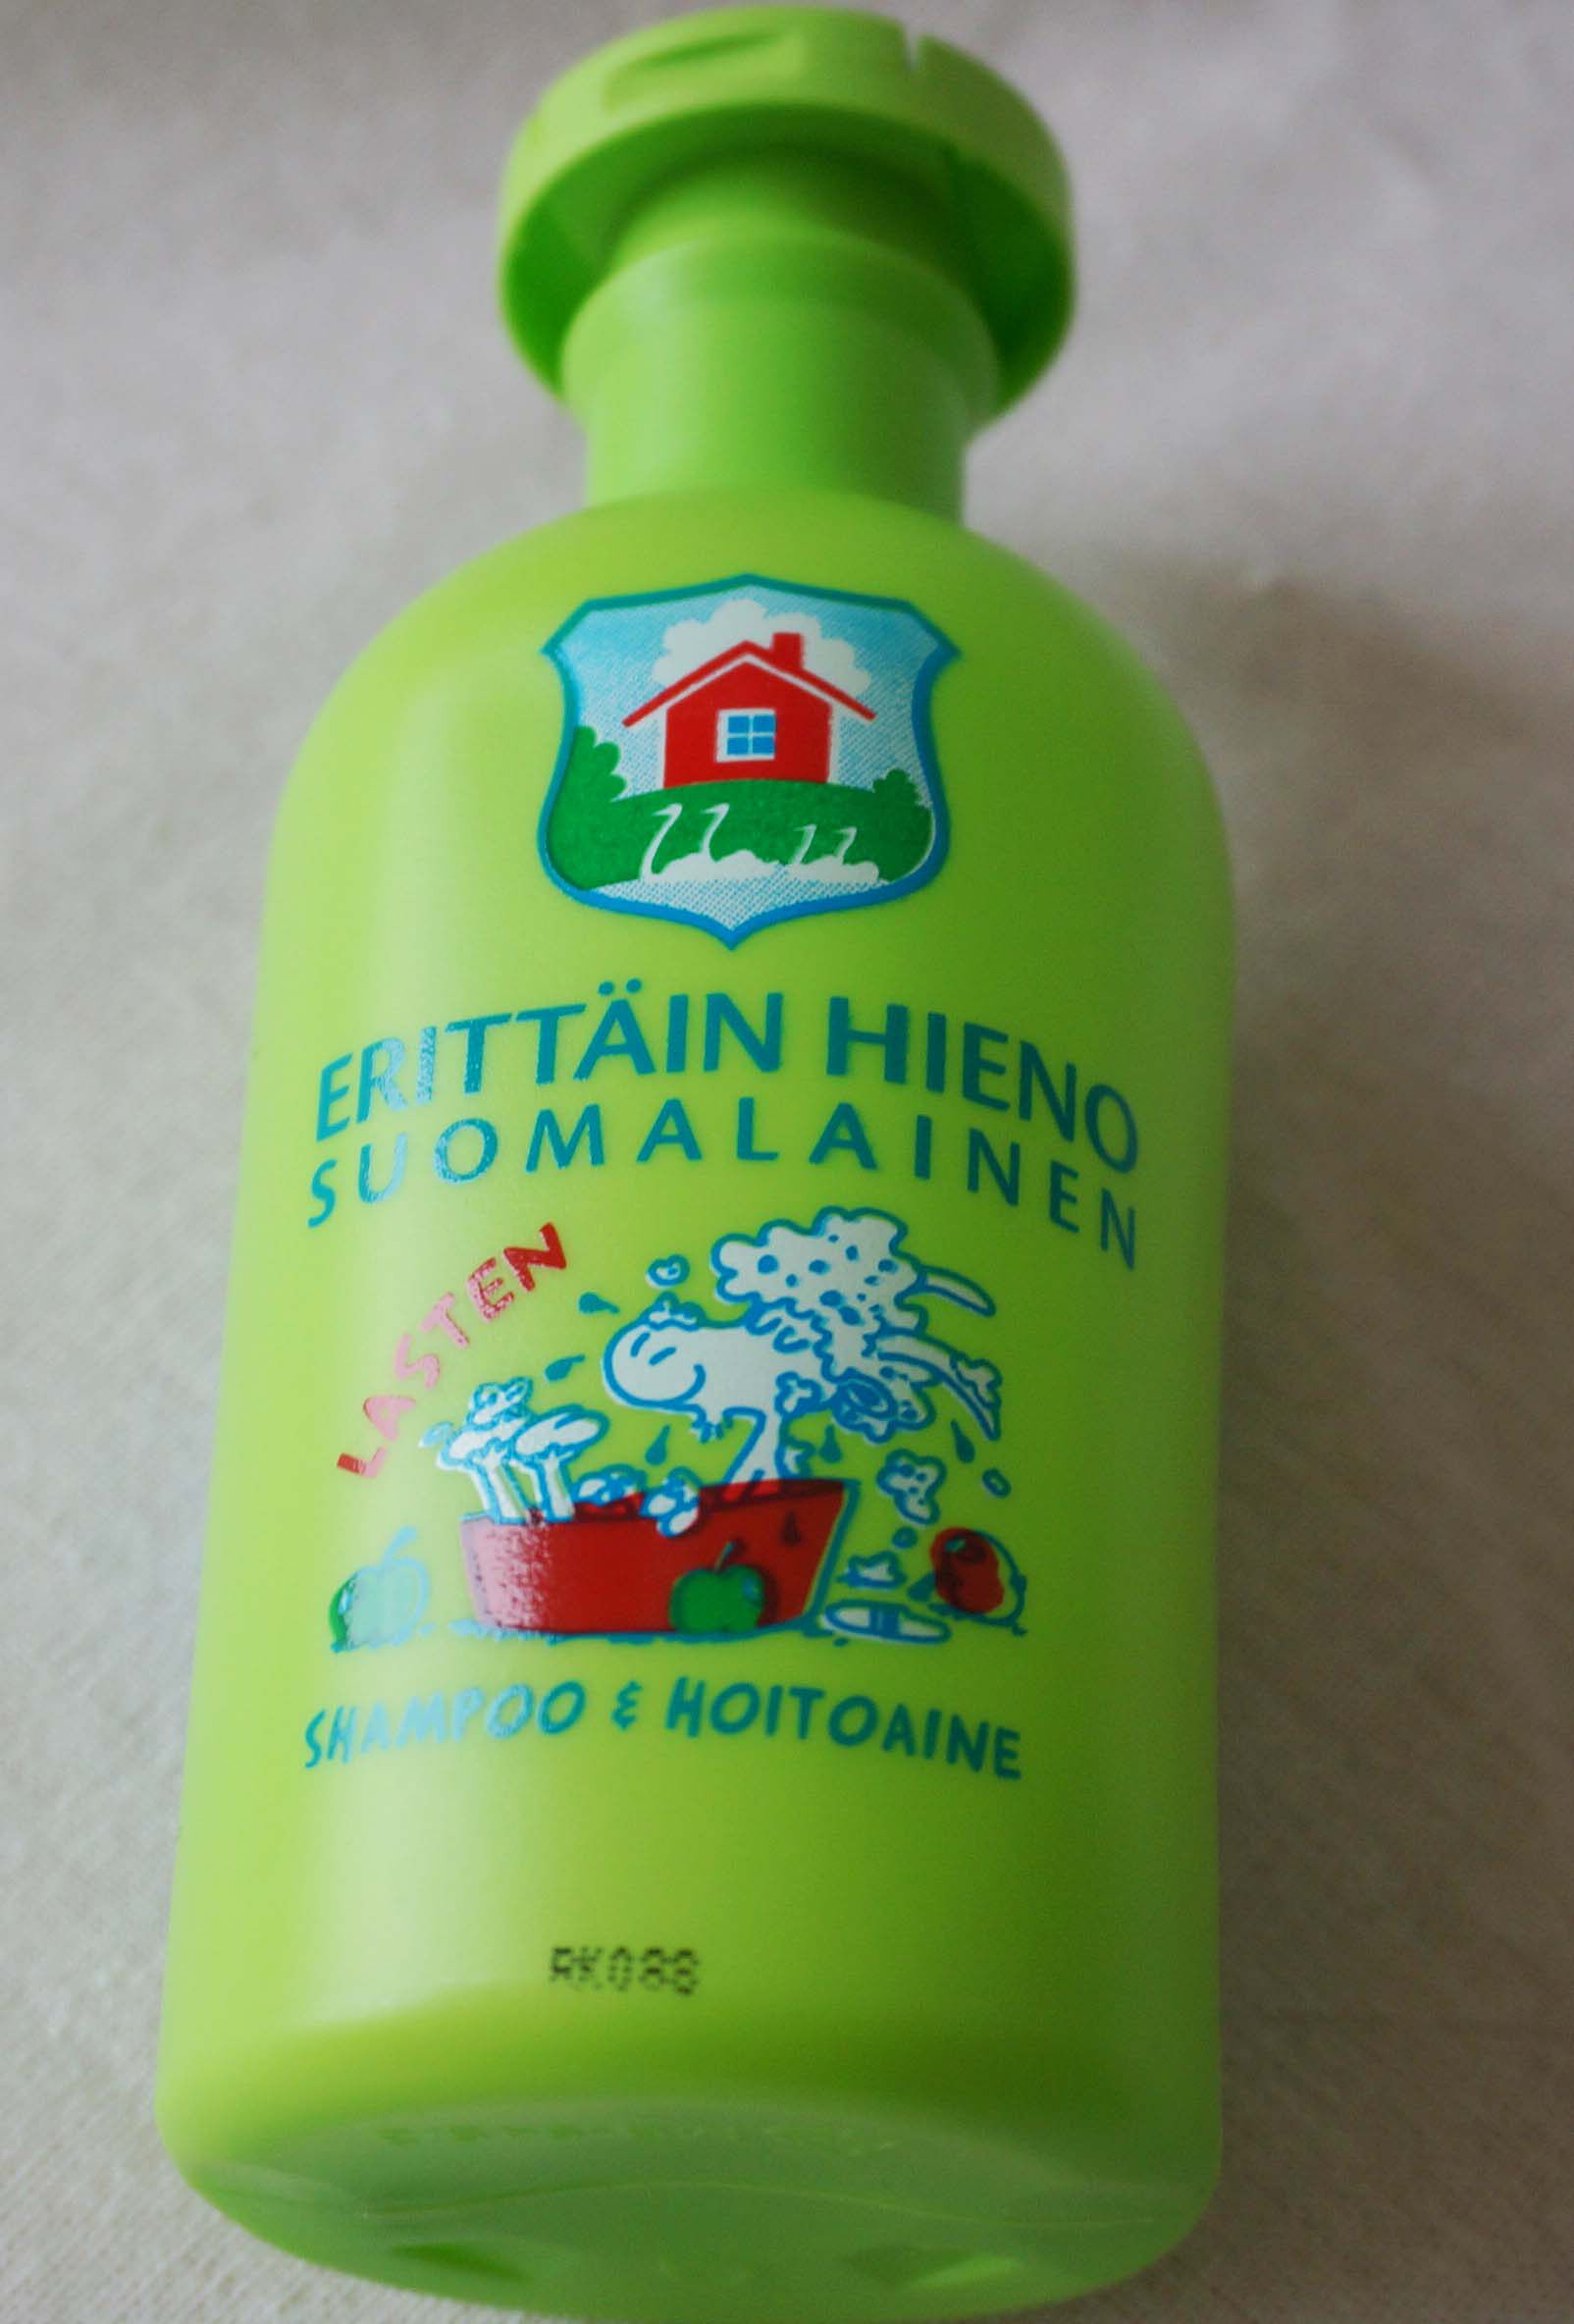 ERITTÄIN HIENO
SUOMALAINEN
LASTEN
SHAMPOO & HOITOAINE
RK088